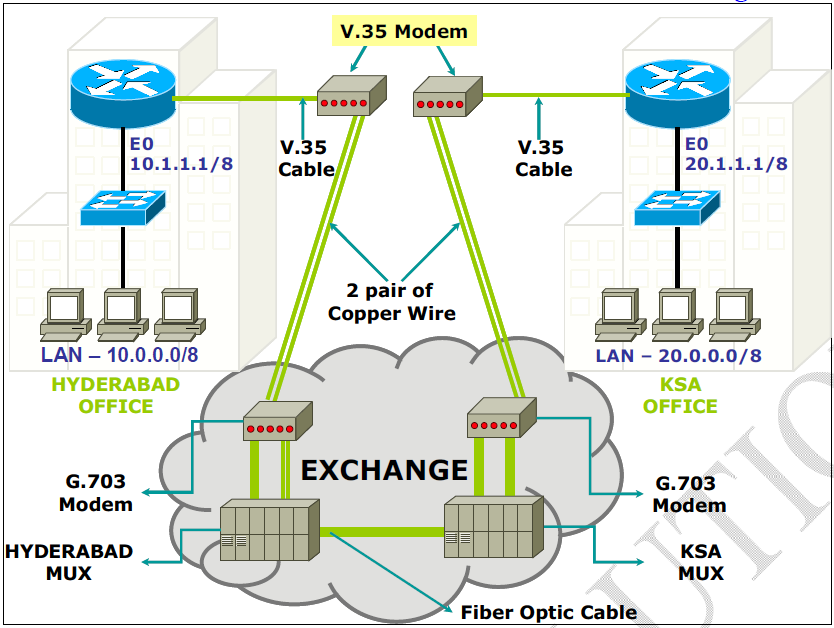 V.35 Modem
E0
10.1.1.1/8
V.35
Cable
V.35
Cable
E0
20.1.1.1/8
2 pair of
Copper Wire
LAN – 10.0.0.0/8
LAN – 20.0.0.0/8
HYDERABAD
OFFICE
KSA
OFFICE
EXCHANGE
G.703
Modem
G.703
Modem
HYDERABAD
MUX
KSA
MUX
Fiber Optic Cable